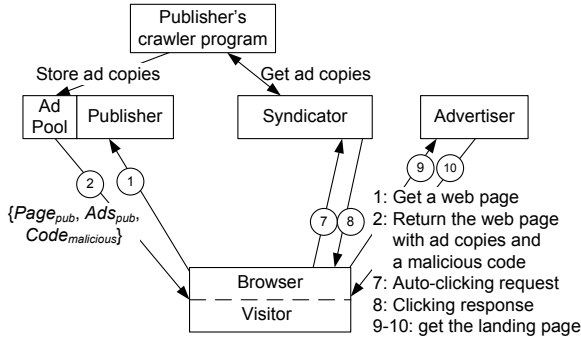 Publisher's
crawler program
Store ad copies
Get ad copies
Ad
Pool
Publisher
Syndicator
Advertiser
2
1
9
10
{Page_pub, Ads_pub,
Code_malicious}
7
8
1: Get a web page
2: Return the web page
with ad copies and
a malicious code
7: Auto-clicking request
8: Clicking response
9-10: get the landing page
Browser
Visitor